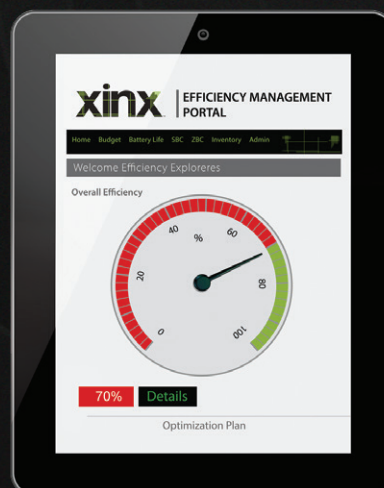 xinx
EFFICIENCY MANAGEMENT
PORTAL
Home Budget Battery Life SBC ZBC Inventory Admin
Welcome Efficiency Exploreres
Overall Efficiency
0
20
40
%
60
80
100
70% Details
Optimization Plan